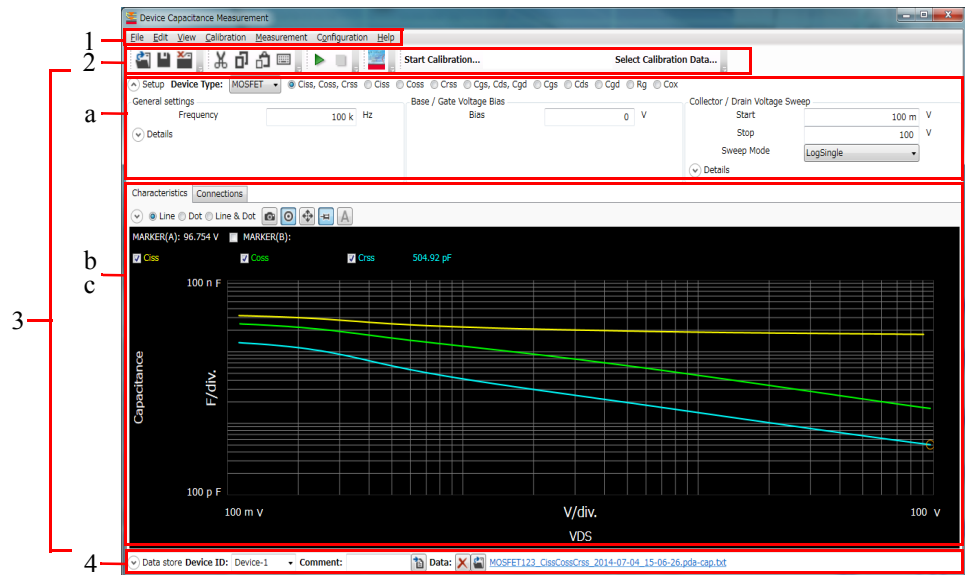 Device Capacitance Measurement
1
File Edit View Calibration Measurement Configuration Help
2
Start Calibration... Select Calibration Data...
3
a
Setup Device Type: MOSFET Ciss, Coss, Crss Ciss Coss Crss Cgs, Cds, Cgd Cgs Cds Cgd Rg Cox
General settings Base / Gate Voltage Bias Collector / Drain Voltage Sweep
Frequency 100 k Hz Bias 0 V Start 100 m V
Details Stop 100 V
Sweep Mode LogSingle
Details
b
c
Characteristics Connections
Line Dot Line & Dot A
MARKER(A): 96.754 V MARKER(B):
Ciss Coss Crss 504.92 pF
100 n F
Capacitance
F/div.
100 p F
100 m V V/div. 100 V
VDS
4
Data store Device ID: Device-1 Comment: Data: MOSFET123_CissCossCrss_2014-07-04_15-06-26.pda-cap.txt